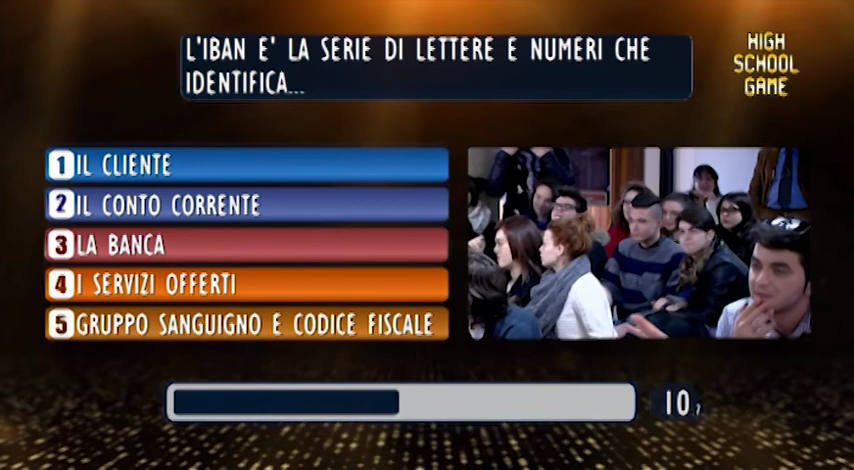 L'IBAN E' LA SERIE DI LETTERE E NUMERI CHE
IDENTIFICA...
HIGH
SCHOOL
GAME
1 IL CLIENTE
2 IL CONTO CORRENTE
3 LA BANCA
4 I SERVIZI OFFERTI
5 GRUPPO SANGUIGNO E CODICE FISCALE
10